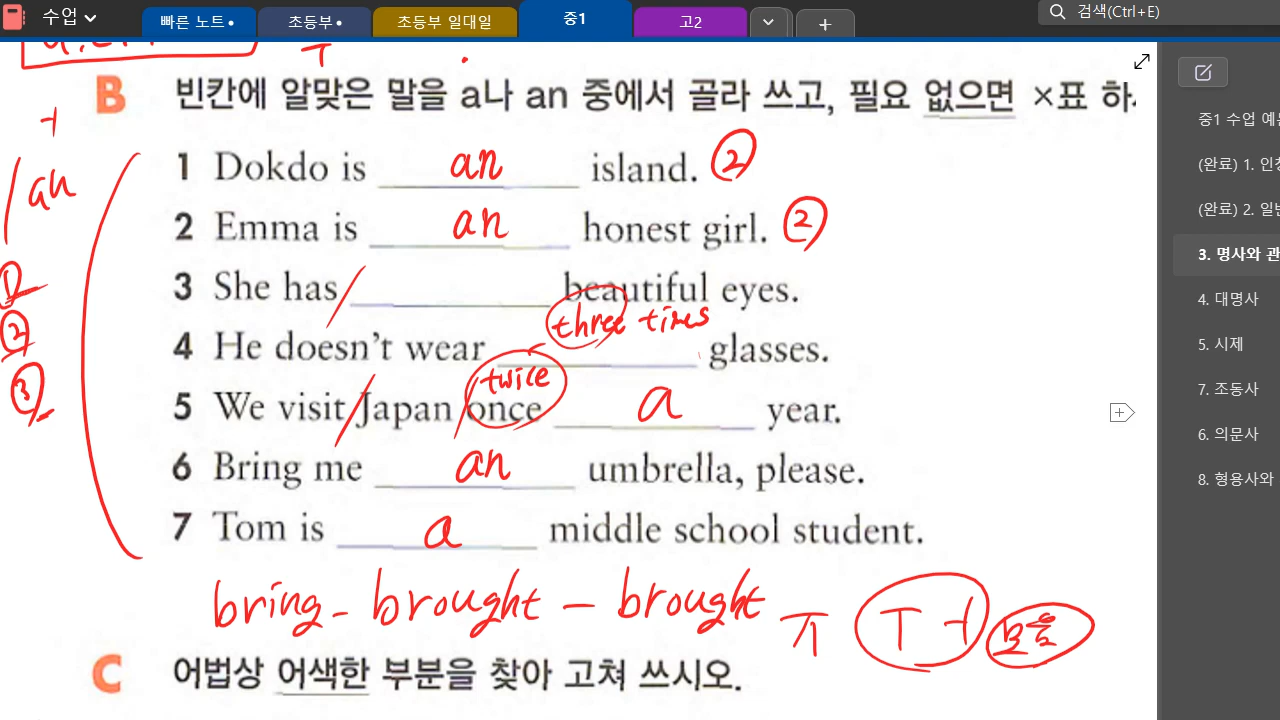 수업
빠른 노트•
초등부•
초등부 일대일
중1
고2
검색(Ctrl+E)
B 빈칸에 알맞은 말을 a나 an 중에서 골라 쓰고, 필요 없으면 ×표 하
1 Dokdo is an island. ②
2 Emma is an honest girl. ②
3 She has beautiful eyes.
three times
4 He doesn't wear glasses.
twice
5 We visit Japan once a year.
6 Bring me an umbrella, please.
7 Tom is a middle school student.
bring - brought - brought ㅠ ㅜ ㅓ 모음
C 어법상 어색한 부분을 찾아 고쳐 쓰시오.
ㅓ
an
①
②
③
중1 수업
(완료) 1.
(완료) 2.
3. 명사와
4. 대명사
5. 시제
7. 조동사
6. 의문사
8. 형용사와